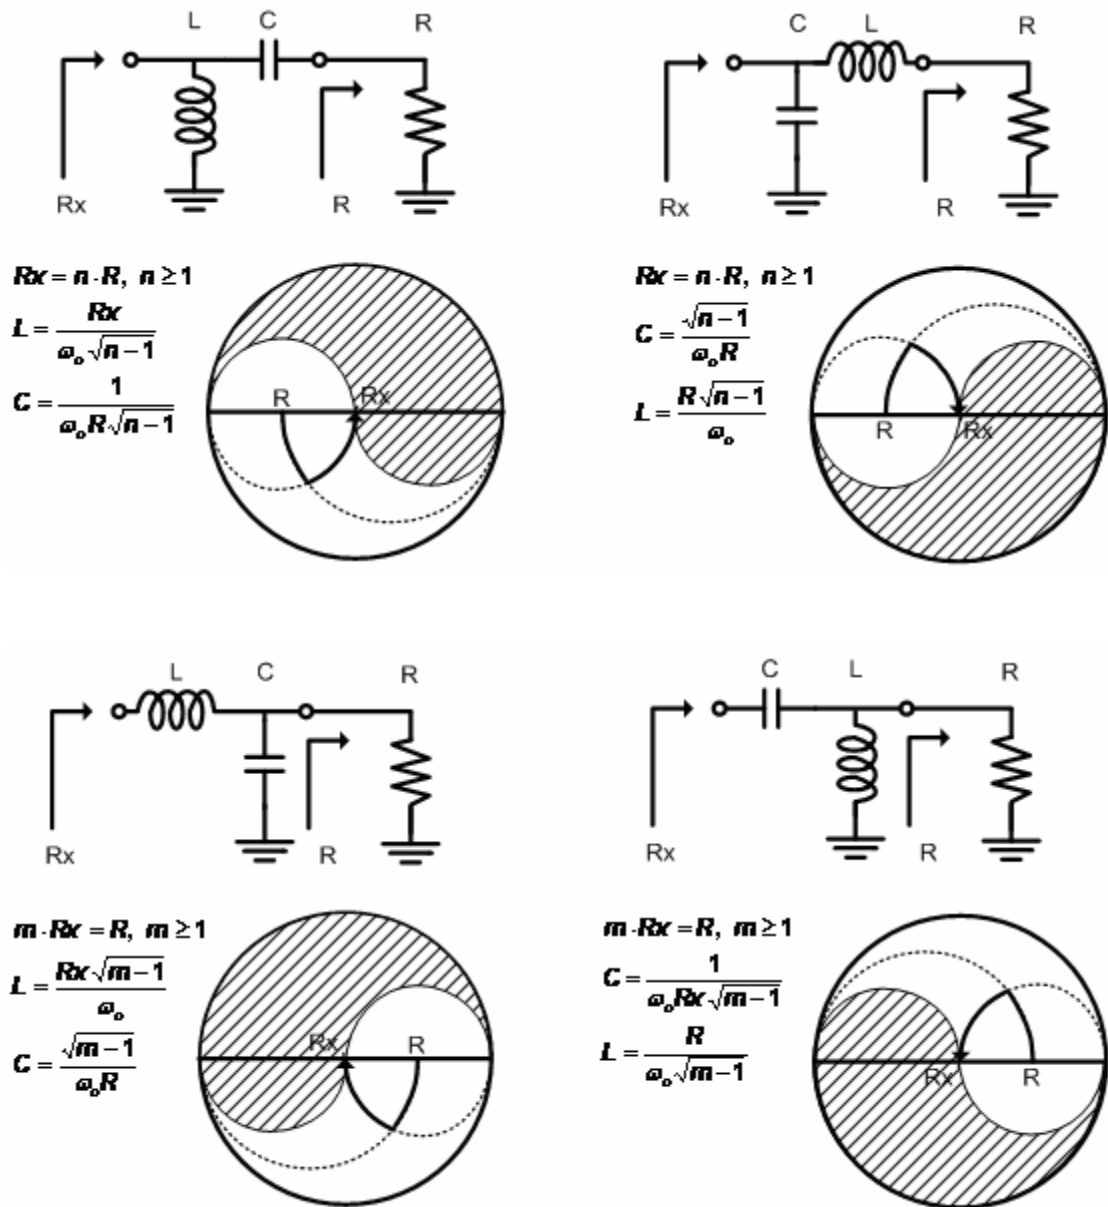 L C R
Rx R
Rx = n · R, n ≥ 1
L = Rx / (ωₒ√(n−1))
C = 1 / (ωₒR√(n−1))
R Rx
C L R
Rx R
Rx = n · R, n ≥ 1
C = √(n−1) / (ωₒR)
L = R√(n−1) / ωₒ
R Rx
L C R
Rx R
m · Rx = R, m ≥ 1
L = Rx√(m−1) / ωₒ
C = √(m−1) / (ωₒR)
Rx R
C L R
Rx R
m · Rx = R, m ≥ 1
C = 1 / (ωₒRx√(m−1))
L = R / (ωₒ√(m−1))
Rx R